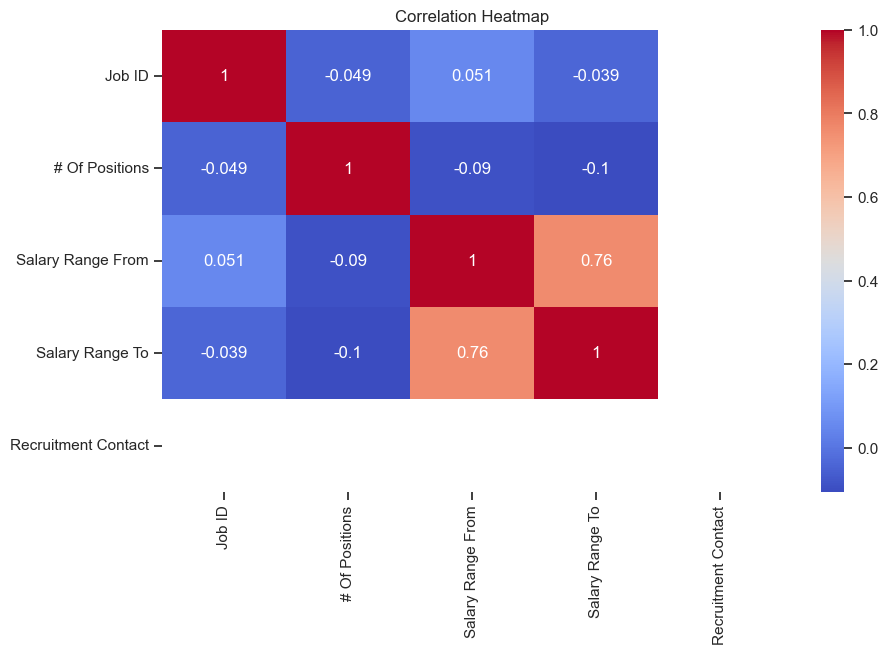 Correlation Heatmap
Job ID
1
-0.049
0.051
-0.039
# Of Positions
-0.049
1
-0.09
-0.1
Salary Range From
0.051
-0.09
1
0.76
Salary Range To
-0.039
-0.1
0.76
1
Recruitment Contact
Job ID
# Of Positions
Salary Range From
Salary Range To
Recruitment Contact
1.0
0.8
0.6
0.4
0.2
0.0